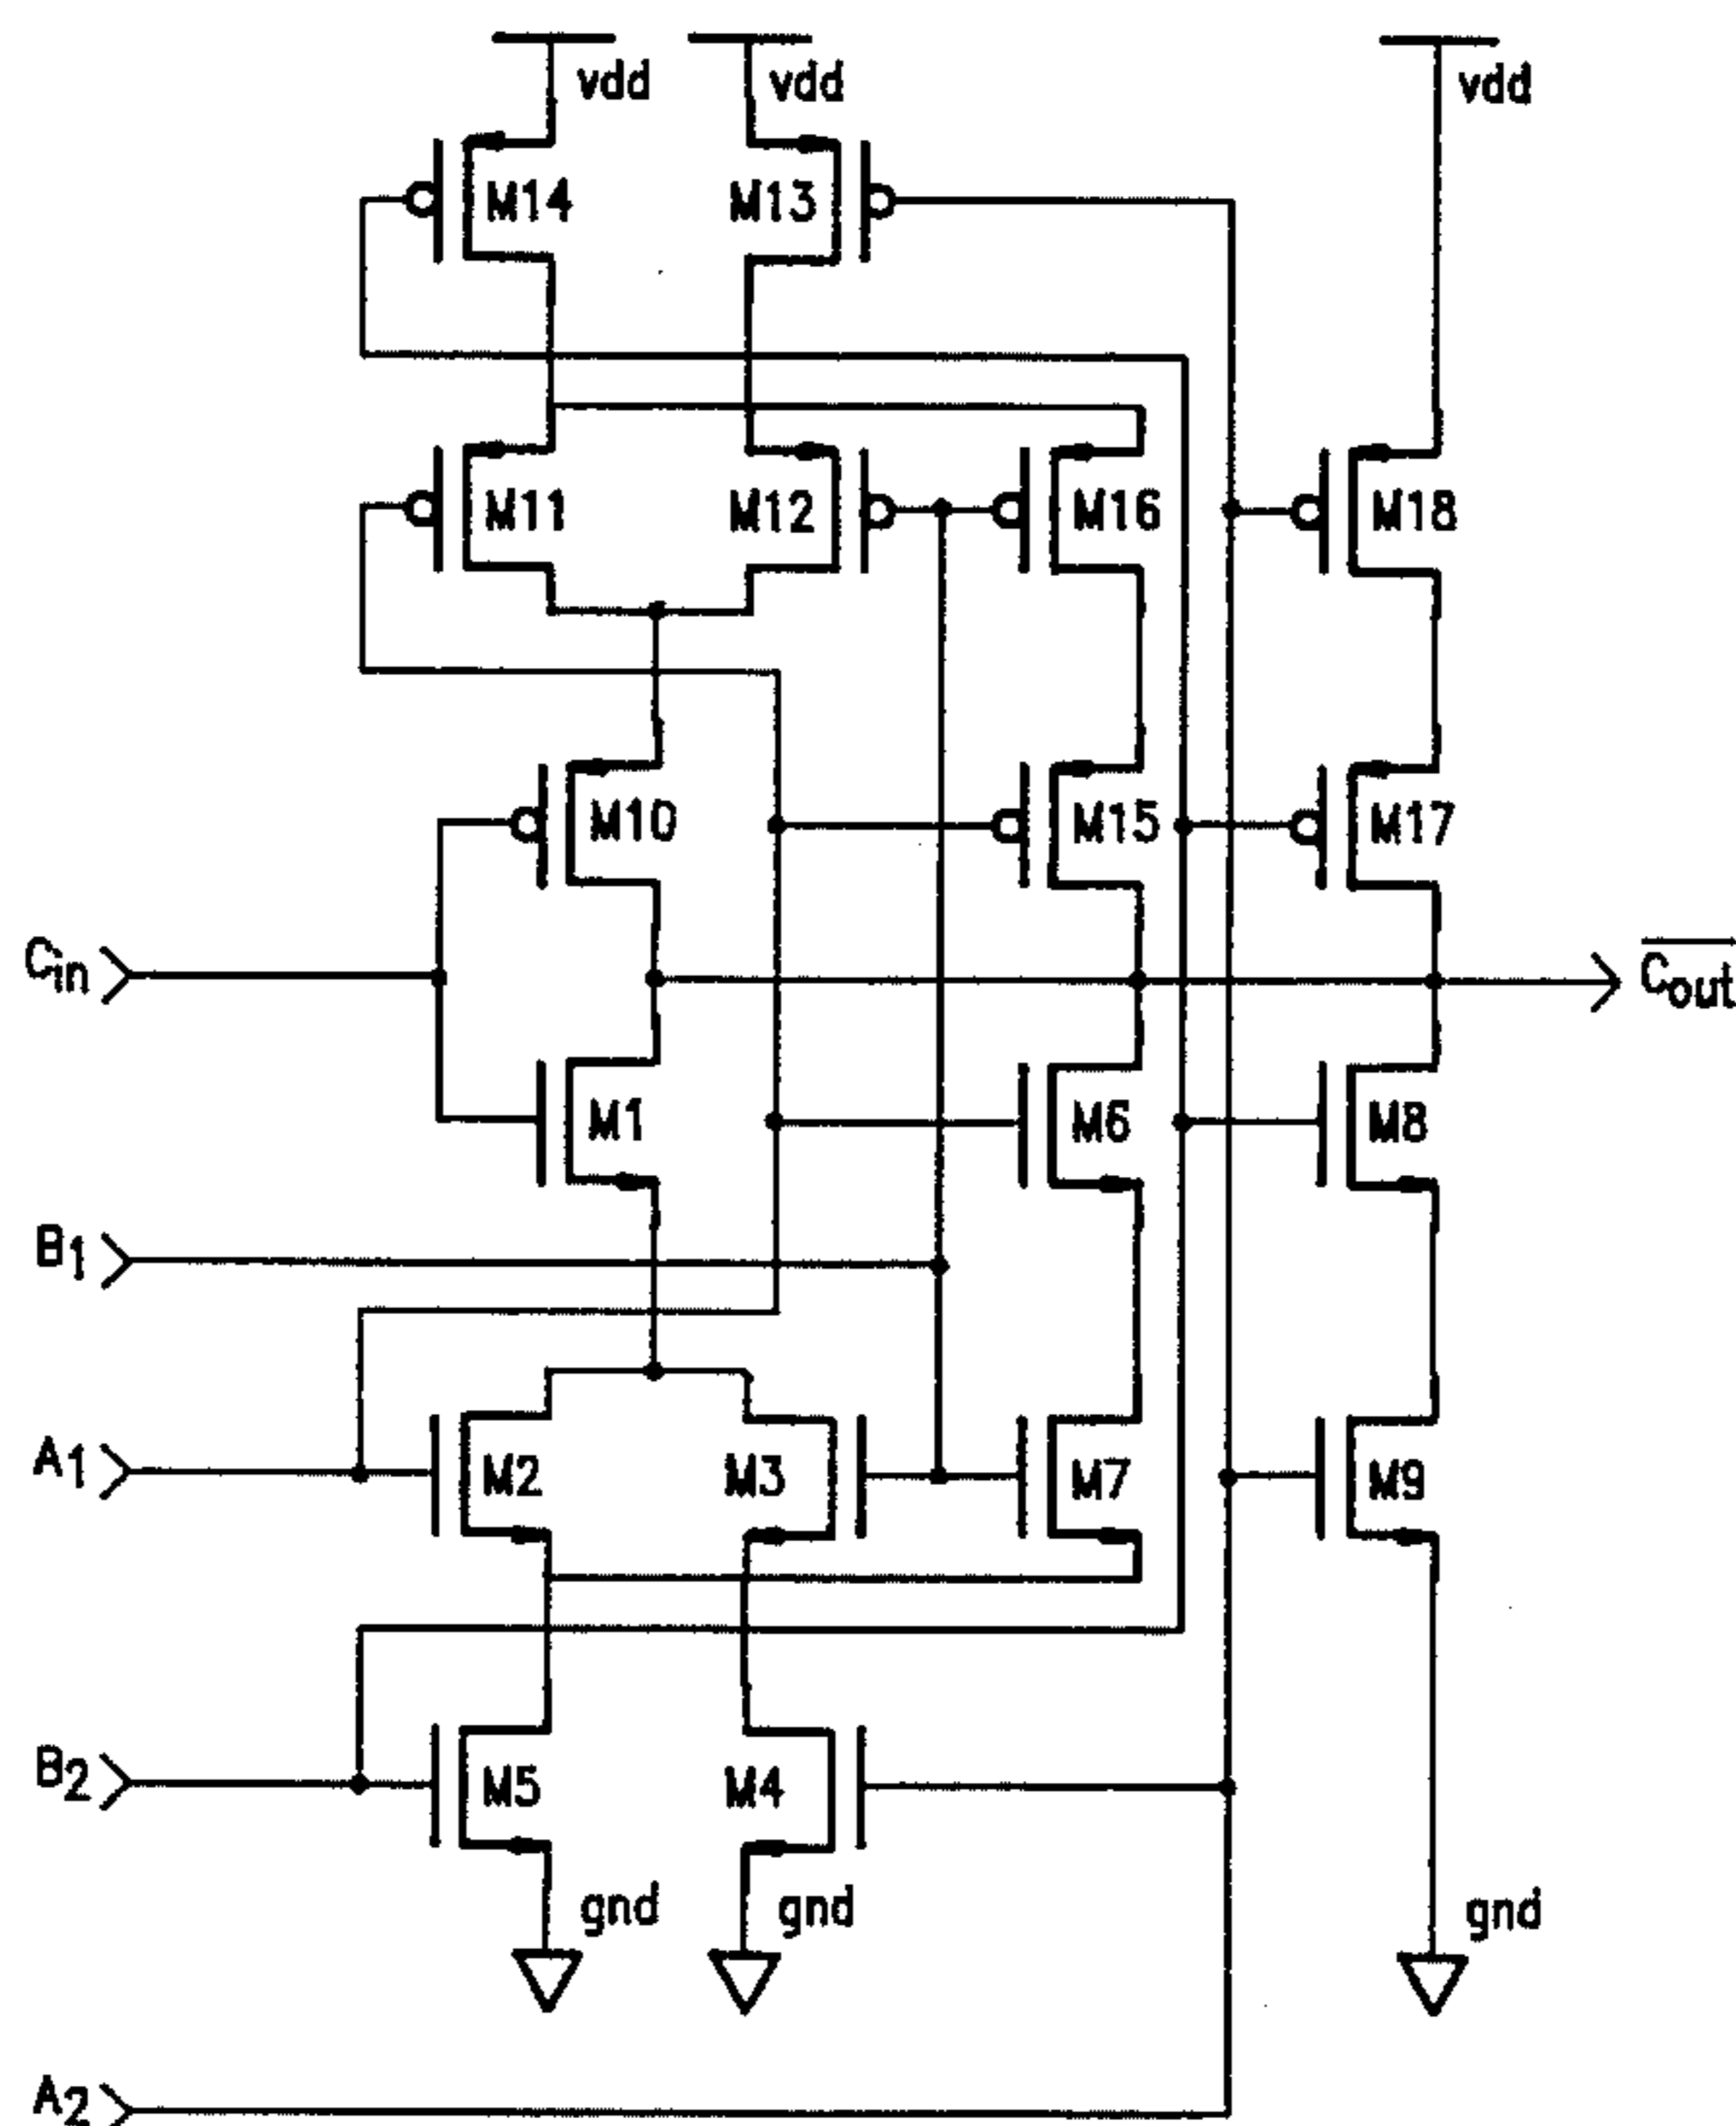 vdd vdd vdd
M14 M13
M11 M12 M16 M18
M10 M15 M17
Cin C̅o̅u̅t̅
M1 M6 M8
B1
A1 M2 M3 M7 M9
B2 M5 M4
gnd gnd gnd
A2